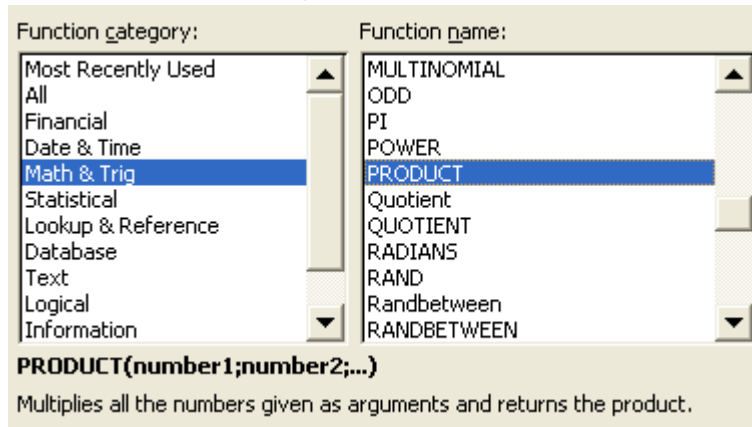 Function category:
Function name:
Most Recently Used
All
Financial
Date & Time
Math & Trig
Statistical
Lookup & Reference
Database
Text
Logical
Information
MULTINOMIAL
ODD
PI
POWER
PRODUCT
Quotient
QUOTIENT
RADIANS
RAND
Randbetween
RANDBETWEEN
PRODUCT(number1;number2;...)
Multiplies all the numbers given as arguments and returns the product.